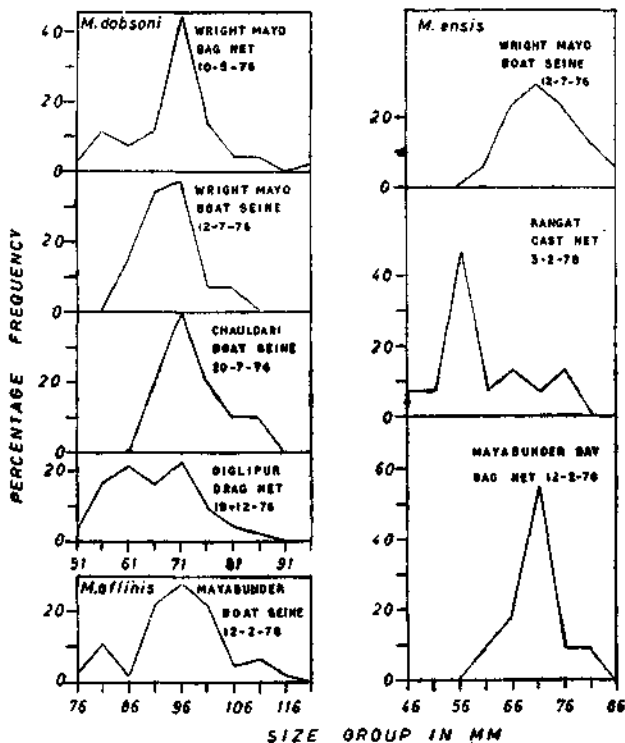 M. dobsoni
WRIGHT MAYO
BAG NET
10-9-76
40
20
0
WRIGHT MAYO
BOAT SEINE
12-7-76
20
0
CHAULDARI
BOAT SEINE
20-7-76
20
0
DIGLIPUR
DRAG NET
19-12-76
20
0
51 61 71 81 91
M. affinis
MAYABUNDER
BOAT SEINE
12-2-78
20
0
76 86 96 106 116
PERCENTAGE FREQUENCY
M. ensis
WRIGHT MAYO
BOAT SEINE
12-7-76
20
0
RANGAT
CAST NET
3-2-78
40
20
0
MAYABUNDER BAY
BAG NET 12-2-78
60
40
20
0
46 56 66 76 86
SIZE GROUP IN MM